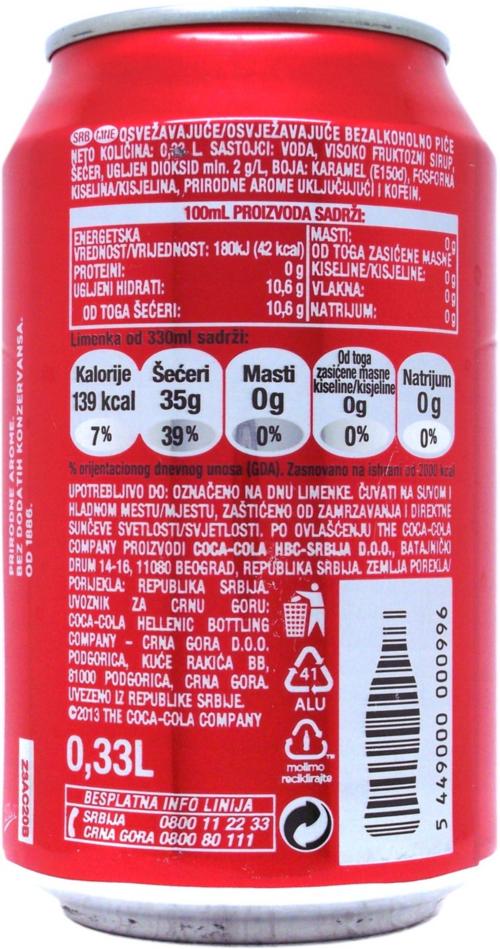 SRB MNE OSVEŽAVAJUĆE/OSVJEŽAVAJUĆE BEZALKOHOLNO PIĆE
NETO KOLIČINA: 0,33 L. SASTOJCI: VODA, VISOKO FRUKTOZNI SIRUP,
ŠEĆER, UGLJEN DIOKSID min. 2 g/L, BOJA: KARAMEL (E150d), FOSFORNA
KISELINA/KISJELINA, PRIRODNE AROME UKLJUČUJUĆI I KOFEIN.
100mL PROIZVODA SADRŽI:
ENERGETSKA
VREDNOST/VRIJEDNOST: 180kJ (42 kcal)
PROTEINI: 0 g
UGLJENI HIDRATI: 10,6 g
OD TOGA ŠEĆERI: 10,6 g
MASTI: 0 g
OD TOGA ZASIĆENE MASNE
KISELINE/KISJELINE: 0 g
VLAKNA: 0 g
NATRIJUM: 0 g
Limenka od 330ml sadrži:
Kalorije
139 kcal
7%
Šećeri
35g
39%
Masti
0g
0%
Od toga
zasićene masne
kiseline/kisjeline
0g
0%
Natrijum
0 g
0%
% orijentacionog dnevnog unosa (GDA). Zasnovano na ishrani od 2000 kcal
UPOTREBLJIVO DO: OZNAČENO NA DNU LIMENKE. ČUVATI NA SUVOM I
HLADNOM MESTU/MJESTU, ZAŠTIĆENO OD ZAMRZAVANJA I DIREKTNE
SUNČEVE SVETLOSTI/SVJETLOSTI. PO OVLAŠĆENJU THE COCA-COLA
COMPANY PROIZVODI COCA-COLA HBC-SRBIJA D.O.O., BATAJNIČKI
DRUM 14-16, 11080 BEOGRAD, REPUBLIKA SRBIJA. ZEMLJA POREKLA/
PORIJEKLA: REPUBLIKA SRBIJA.
UVOZNIK ZA CRNU GORU:
COCA-COLA HELLENIC BOTTLING
COMPANY - CRNA GORA D.O.O.
PODGORICA, KUĆE RAKIĆA BB,
81000 PODGORICA, CRNA GORA.
UVEZENO IZ REPUBLIKE SRBIJE.
©2013 THE COCA-COLA COMPANY
0,33L
BESPLATNA INFO LINIJA
SRBIJA 0800 11 22 33
CRNA GORA 0800 80 111
41
ALU
molimo
reciklirajte
5 449000 000996
PRIRODNE AROME.
BEZ DODATIH KONZERVANSA.
OD 1886.
Z3AC20B